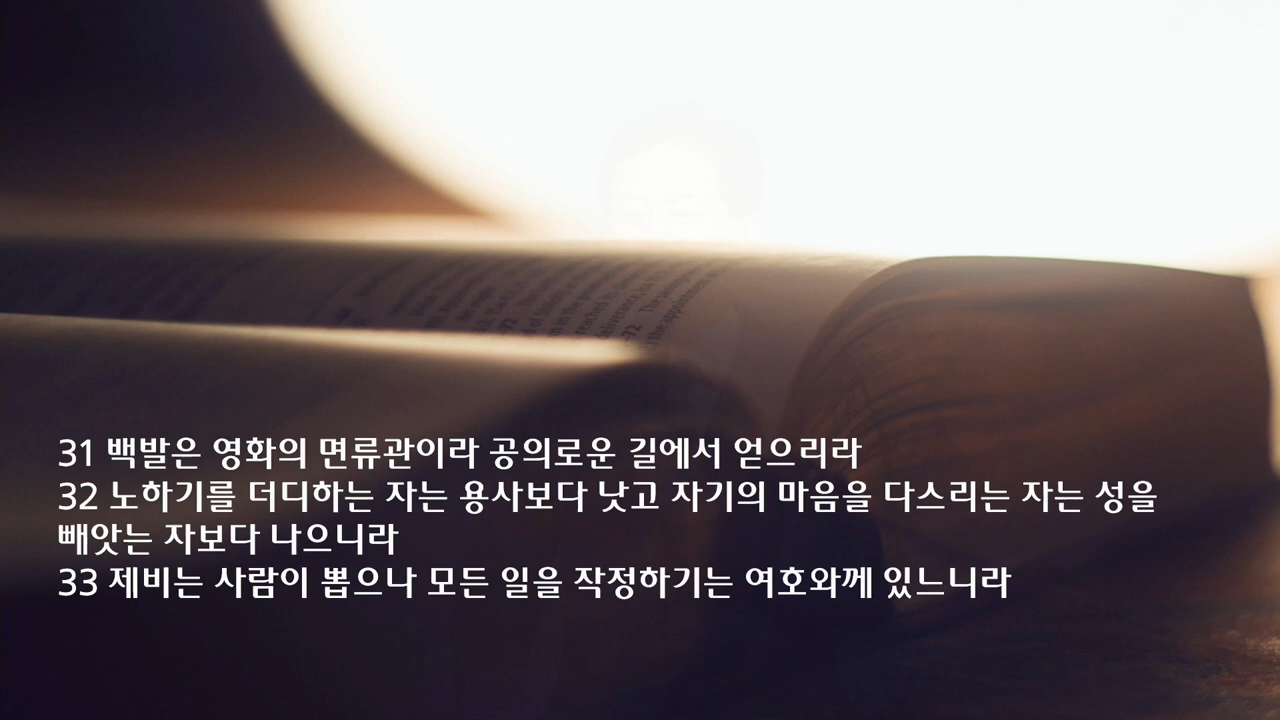 31 백발은 영화의 면류관이라 공의로운 길에서 얻으리라
32 노하기를 더디하는 자는 용사보다 낫고 자기의 마음을 다스리는 자는 성을
빼앗는 자보다 나으니라
33 제비는 사람이 뽑으나 모든 일을 작정하기는 여호와께 있느니라